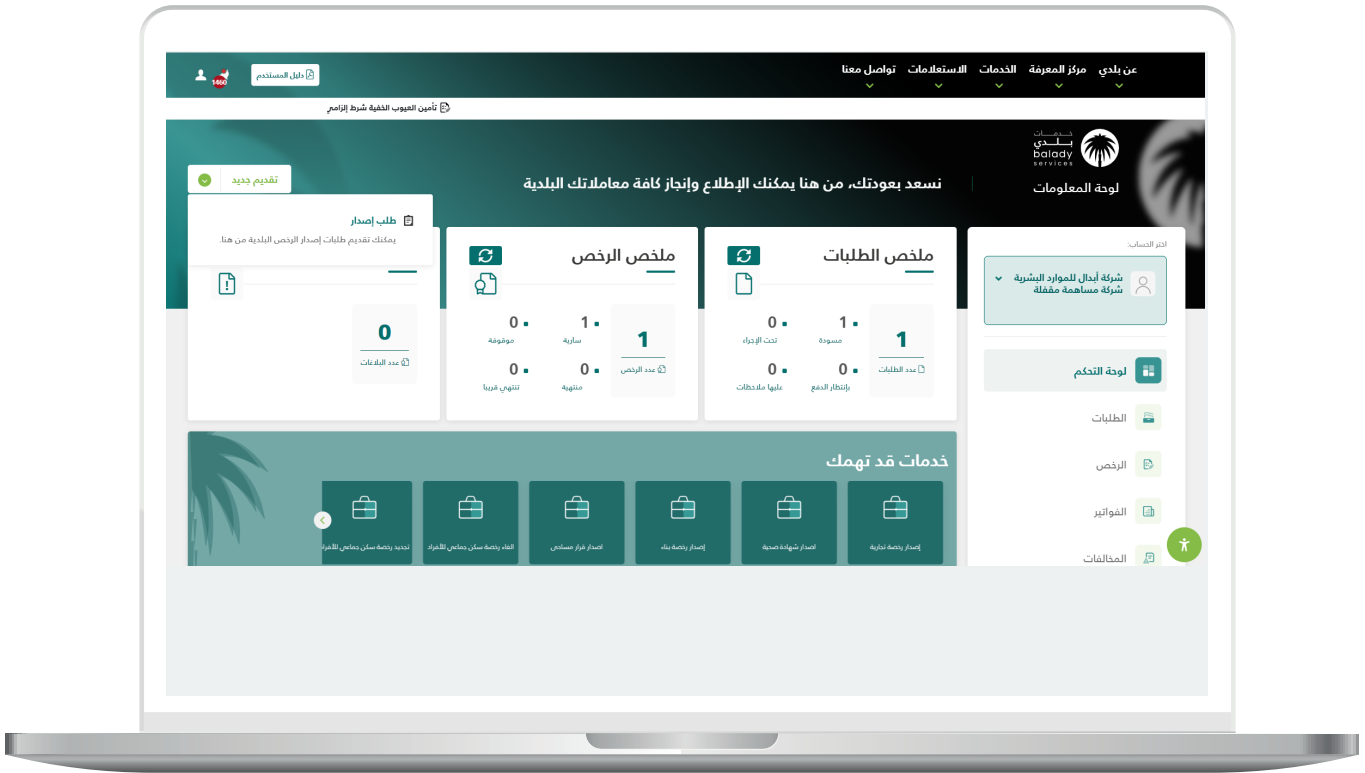 عن بلدي
مركز المعرفة
الخدمات
الاستعلامات
تواصل معنا
دليل المستخدم
1460
تأمين العيوب الخفية شرط إلزامي
خدمات
بلدي
balady
services
لوحة المعلومات
نسعد بعودتك، من هنا يمكنك الإطلاع وإنجاز كافة معاملاتك البلدية
تقديم جديد
طلب إصدار
يمكنك تقديم طلبات إصدار الرخص البلدية من هنا.
اختر الحساب:
شركة أيدال للموارد البشرية
شركة مساهمة مقفلة
لوحة التحكم
الطلبات
الرخص
الفواتير
المخالفات
ملخص الطلبات
1
عدد الطلبات
1
مسودة
0
تحت الإجراء
0
بإنتظار الدفع
0
عليها ملاحظات
ملخص الرخص
1
عدد الرخص
1
سارية
0
موقوفة
0
منتهية
0
تنتهي قريبا
0
عدد البلاغات
خدمات قد تهمك
إصدار رخصة تجارية
اصدار شهادة صحية
إصدار رخصة بناء
اصدار قرار مساحي
الغاء رخصة سكن جماعي للأفراد
تجديد رخصة سكن جماعي للأفرا